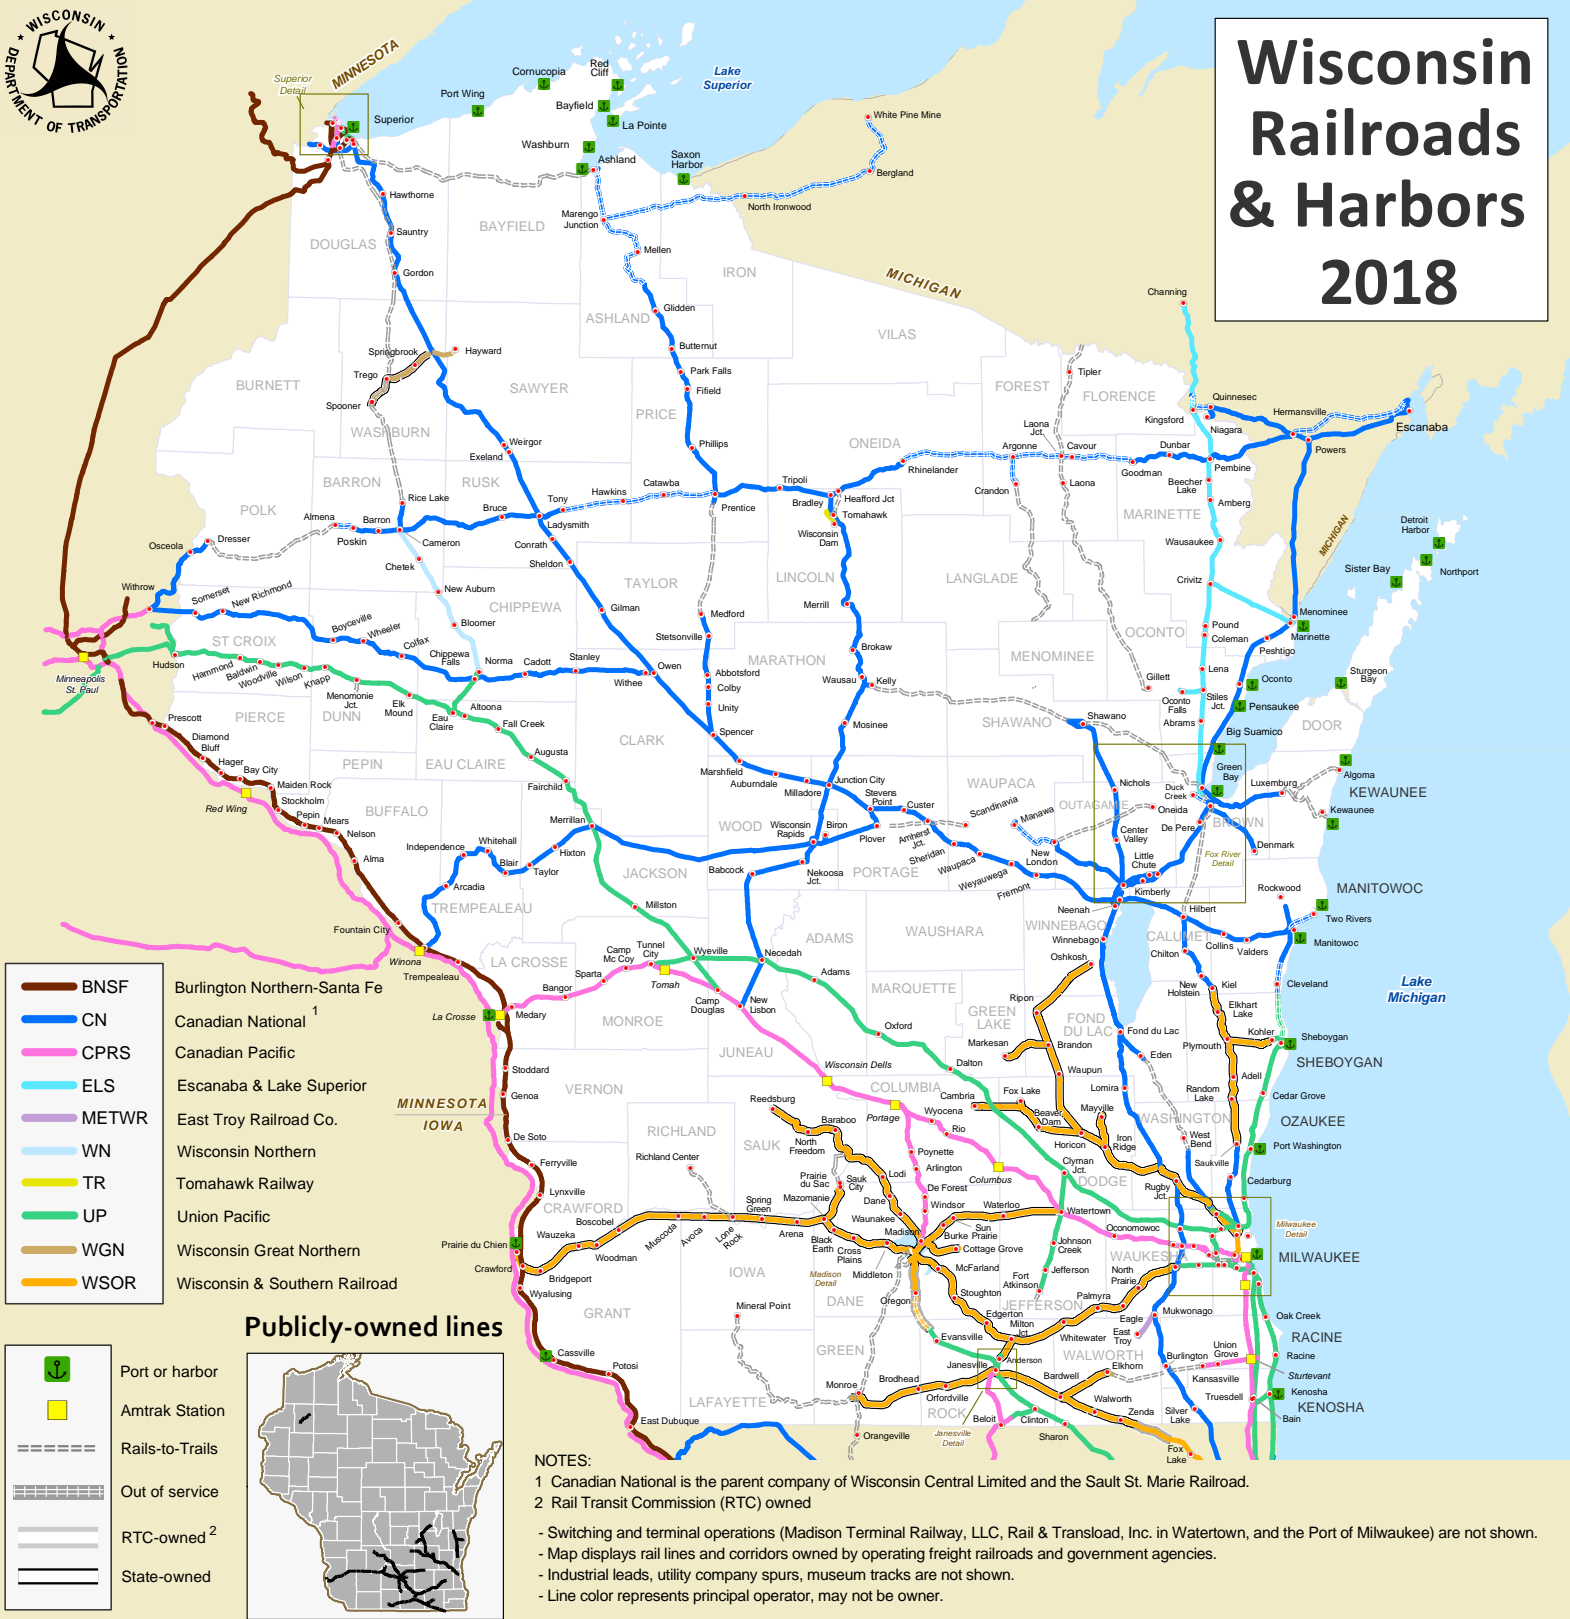 WISCONSIN
DEPARTMENT OF TRANSPORTATION
Wisconsin
Railroads
& Harbors
2018
MINNESOTA
Superior
Detail
Superior
Port Wing
Cornucopia
Red
Cliff
Bayfield
La Pointe
Washburn
Ashland
Saxon
Harbor
Lake
Superior
White Pine Mine
Bergland
North Ironwood
Marengo
Junction
Mellen
Hawthorne
Sauntry
Gordon
DOUGLAS
BAYFIELD
IRON
ASHLAND
MICHIGAN
VILAS
Glidden
Butternut
Park Falls
Fifield
Phillips
Channing
Springbrook
Hayward
Trego
Spooner
BURNETT
WASHBURN
SAWYER
PRICE
ONEIDA
FOREST
FLORENCE
Tipler
Laona
Jct.
Argonne
Cavour
Laona
Crandon
Dunbar
Goodman
Kingsford
Quinnesec
Niagara
Hermansville
Escanaba
Powers
Pembine
Beecher
Lake
Amberg
MARINETTE
Wausaukee
Crivitz
MICHIGAN
Weirgor
Exeland
BARRON
RUSK
Rice Lake
POLK
Almena
Barron
Poskin
Cameron
Bruce
Tony
Ladysmith
Hawkins
Catawba
Prentice
Tripoli
Bradley
Heafford Jct
Tomahawk
Wisconsin
Dam
Rhinelander
Osceola
Dresser
Chetek
Conrath
Sheldon
TAYLOR
LINCOLN
LANGLADE
Detroit
Harbor
Northport
Sister Bay
Withrow
Somerset
New Richmond
New Auburn
CHIPPEWA
Gilman
Bloomer
Medford
Stetsonville
Merrill
Menominee
Marinette
Peshtigo
Pound
Coleman
OCONTO
MENOMINEE
Minneapolis
St. Paul
ST CROIX
Hudson
Hammond
Baldwin
Woodville
Wilson
Knapp
Boyceville
Wheeler
Colfax
Chippewa
Falls
Norma
Cadott
Stanley
Withee
Owen
Abbotsford
Colby
Unity
MARATHON
Brokaw
Wausau
Kelly
Gillett
Oconto
Falls
Lena
Stiles
Jct.
Abrams
Oconto
Pensaukee
Big Suamico
Sturgeon
Bay
DOOR
Menomonie
Jct.
Elk
Mound
Eau
Claire
Altoona
Fall Creek
Prescott
PIERCE
DUNN
Diamond
Bluff
Hager
Bay City
Maiden Rock
Stockholm
Pepin
Mears
Nelson
Red Wing
PEPIN
EAU CLAIRE
Augusta
Fairchild
CLARK
Spencer
Marshfield
Auburndale
Milladore
Mosinee
Junction City
Stevens
Point
Custer
Shawano
SHAWANO
WAUPACA
Scandinavia
Manawa
OUTAGAMIE
Nichols
Duck
Creek
Oneida
Green
Bay
Luxemburg
Algoma
KEWAUNEE
Kewaunee
BROWN
De Pere
Denmark
BUFFALO
Alma
Independence
Whitehall
Blair
Taylor
Hixton
Merrillan
Arcadia
TREMPEALEAU
WOOD
Wisconsin
Rapids
Biron
Plover
Amherst
Jct.
Sheridan
Waupaca
Weyauwega
Fremont
New
London
Center
Valley
Little
Chute
Kimberly
Fox River
Detail
Nekoosa
Jct.
Babcock
PORTAGE
JACKSON
Millston
Fountain City
Winona
Trempealeau
LA CROSSE
Camp
Mc Coy
Tunnel
City
Tomah
Sparta
Bangor
Wyeville
Necedah
Camp
Douglas
New
Lisbon
ADAMS
Adams
WAUSHARA
WINNEBAGO
Neenah
Winnebago
Oshkosh
Rockwood
MANITOWOC
Two Rivers
Manitowoc
Hilbert
CALUMET
Collins
Valders
Chilton
New
Holstein
Kiel
Cleveland
Elkhart
Lake
Lake
Michigan
La Crosse
Medary
MONROE
JUNEAU
MARQUETTE
GREEN
LAKE
Oxford
Ripon
Markesan
Brandon
FOND
DU LAC
Fond du Lac
Eden
Kohler
Sheboygan
Plymouth
SHEBOYGAN
Adell
Random
Lake
Cedar Grove
Stoddard
Genoa
VERNON
MINNESOTA
IOWA
De Soto
Ferryville
Lynxville
Wisconsin Dells
COLUMBIA
Dalton
Cambria
Fox Lake
Waupun
Beaver
Dam
Mayville
Lomira
Horicon
Iron
Ridge
WASHINGTON
West
Bend
OZAUKEE
Port Washington
Saukville
Reedsburg
Baraboo
North
Freedom
SAUK
RICHLAND
Richland Center
Portage
Wyocena
Rio
Poynette
Arlington
De Forest
Columbus
DODGE
Clyman
Jct.
Rugby
Jct.
Cedarburg
CRAWFORD
Boscobel
Wauzeka
Woodman
Muscoda
Avoca
Lone
Rock
Spring
Green
Arena
Mazomanie
Prairie
du Sac
Sauk
City
Lodi
Dane
Waunakee
Windsor
Waterloo
Watertown
Sun
Prairie
Burke
Cottage Grove
Madison
McFarland
Black
Earth
Cross
Plains
Middleton
Madison
Detail
Oconomowoc
Johnson
Creek
Jefferson
Fort
Atkinson
WAUKESHA
North
Prairie
Milwaukee
Detail
MILWAUKEE
Prairie du Chien
Crawford
Bridgeport
Wyalusing
GRANT
IOWA
Mineral Point
DANE
Oregon
Stoughton
JEFFERSON
Edgerton
Milton
Jct.
Palmyra
Eagle
Whitewater
East
Troy
Mukwonago
Oak Creek
RACINE
Racine
Evansville
GREEN
Janesville
Anderson
WALWORTH
Elkhorn
Burlington
Union
Grove
Sturtevant
Kansasville
Truesdell
Kenosha
KENOSHA
Bain
Cassville
Potosi
East Dubuque
LAFAYETTE
Monroe
Brodhead
Orfordville
ROCK
Janesville
Detail
Beloit
Clinton
Sharon
Bardwell
Walworth
Zenda
Silver
Lake
Fox
Lake
Orangeville
BNSF Burlington Northern-Santa Fe
CN Canadian National 1
CPRS Canadian Pacific
ELS Escanaba & Lake Superior
METWR East Troy Railroad Co.
WN Wisconsin Northern
TR Tomahawk Railway
UP Union Pacific
WGN Wisconsin Great Northern
WSOR Wisconsin & Southern Railroad
Publicly-owned lines
Port or harbor
Amtrak Station
Rails-to-Trails
Out of service
RTC-owned 2
State-owned
NOTES:
1 Canadian National is the parent company of Wisconsin Central Limited and the Sault St. Marie Railroad.
2 Rail Transit Commission (RTC) owned
- Switching and terminal operations (Madison Terminal Railway, LLC, Rail & Transload, Inc. in Watertown, and the Port of Milwaukee) are not shown.
- Map displays rail lines and corridors owned by operating freight railroads and government agencies.
- Industrial leads, utility company spurs, museum tracks are not shown.
- Line color represents principal operator, may not be owner.